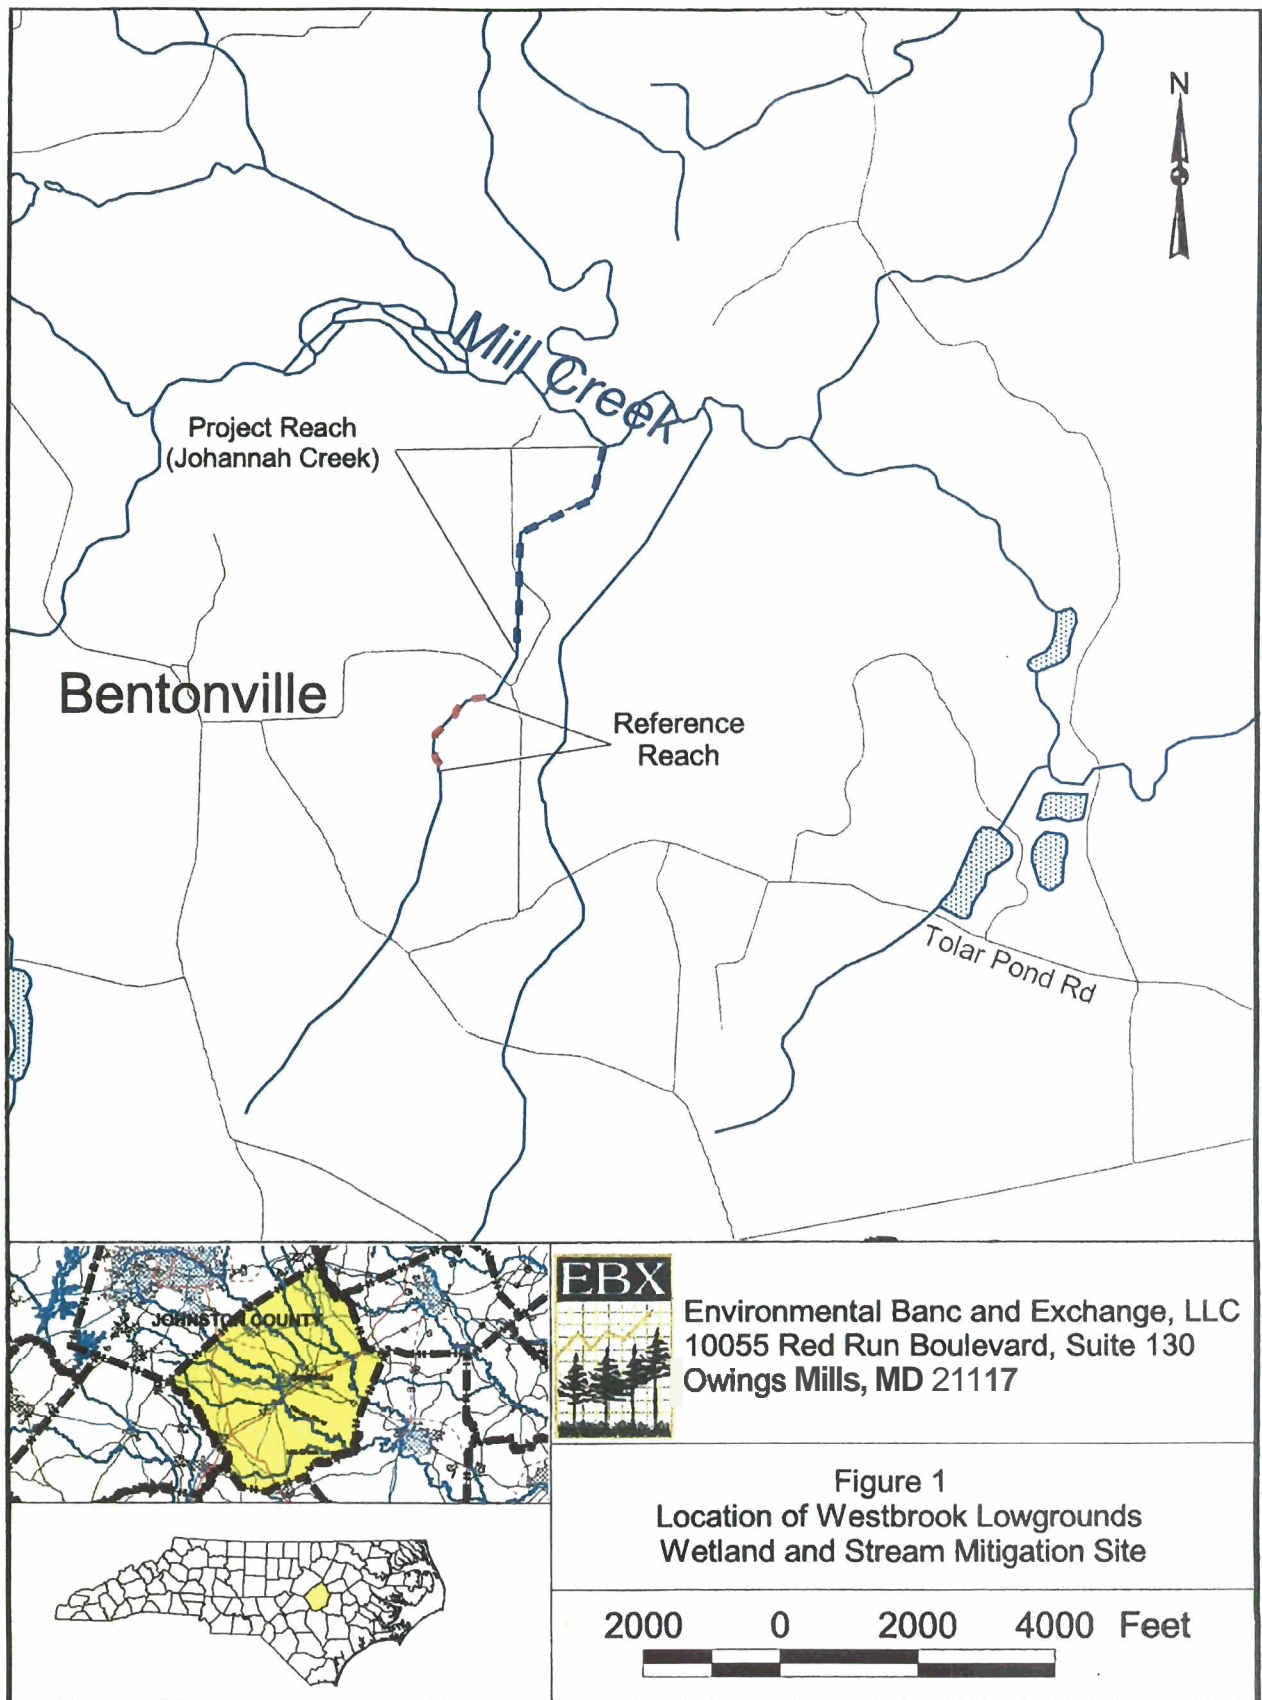 N
Mill Creek
Project Reach
(Johannah Creek)
Bentonville
Reference
Reach
Tolar Pond Rd
JOHNSTON COUNTY
EBX
Environmental Banc and Exchange, LLC
10055 Red Run Boulevard, Suite 130
Owings Mills, MD 21117
Figure 1
Location of Westbrook Lowgrounds
Wetland and Stream Mitigation Site
2000 0 2000 4000 Feet